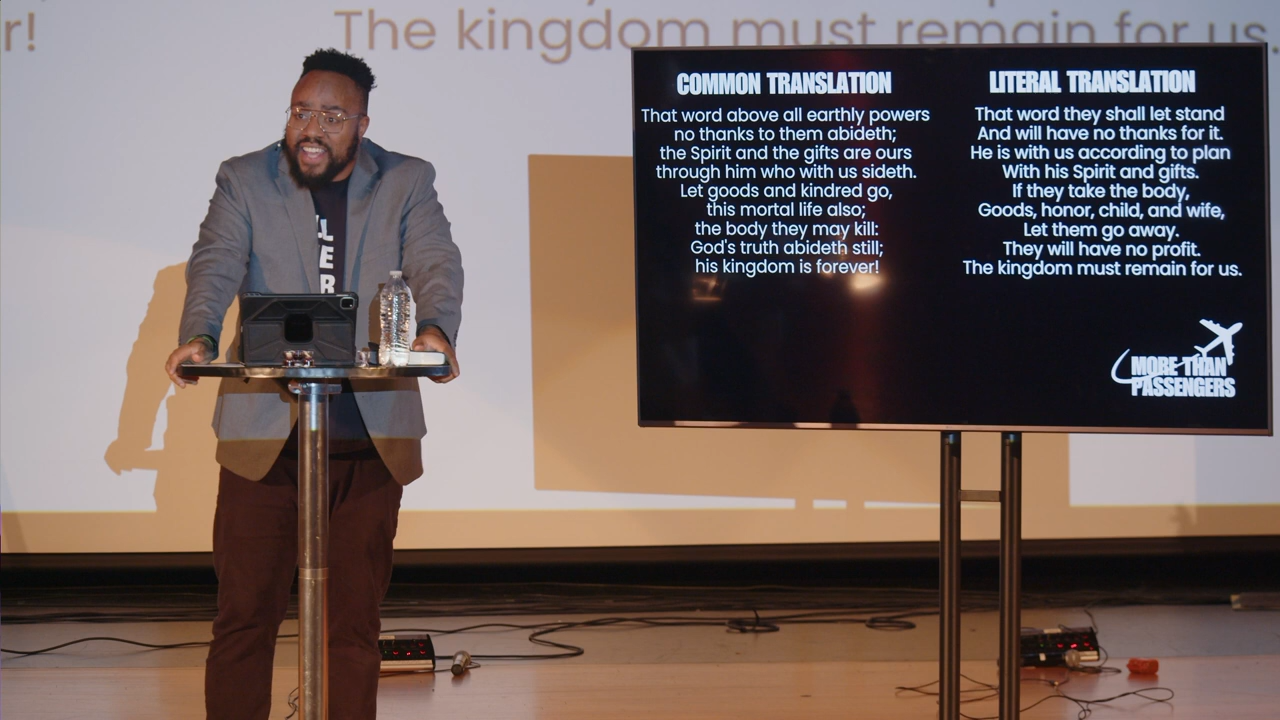 r!
The kingdom must remain for us.
COMMON TRANSLATION
That word above all earthly powers
no thanks to them abideth;
the Spirit and the gifts are ours
through him who with us sideth.
Let goods and kindred go,
this mortal life also;
the body they may kill:
God's truth abideth still;
his kingdom is forever!
LITERAL TRANSLATION
That word they shall let stand
And will have no thanks for it.
He is with us according to plan
With his Spirit and gifts.
If they take the body,
Goods, honor, child, and wife,
Let them go away.
They will have no profit.
The kingdom must remain for us.
MORE THAN
PASSENGERS